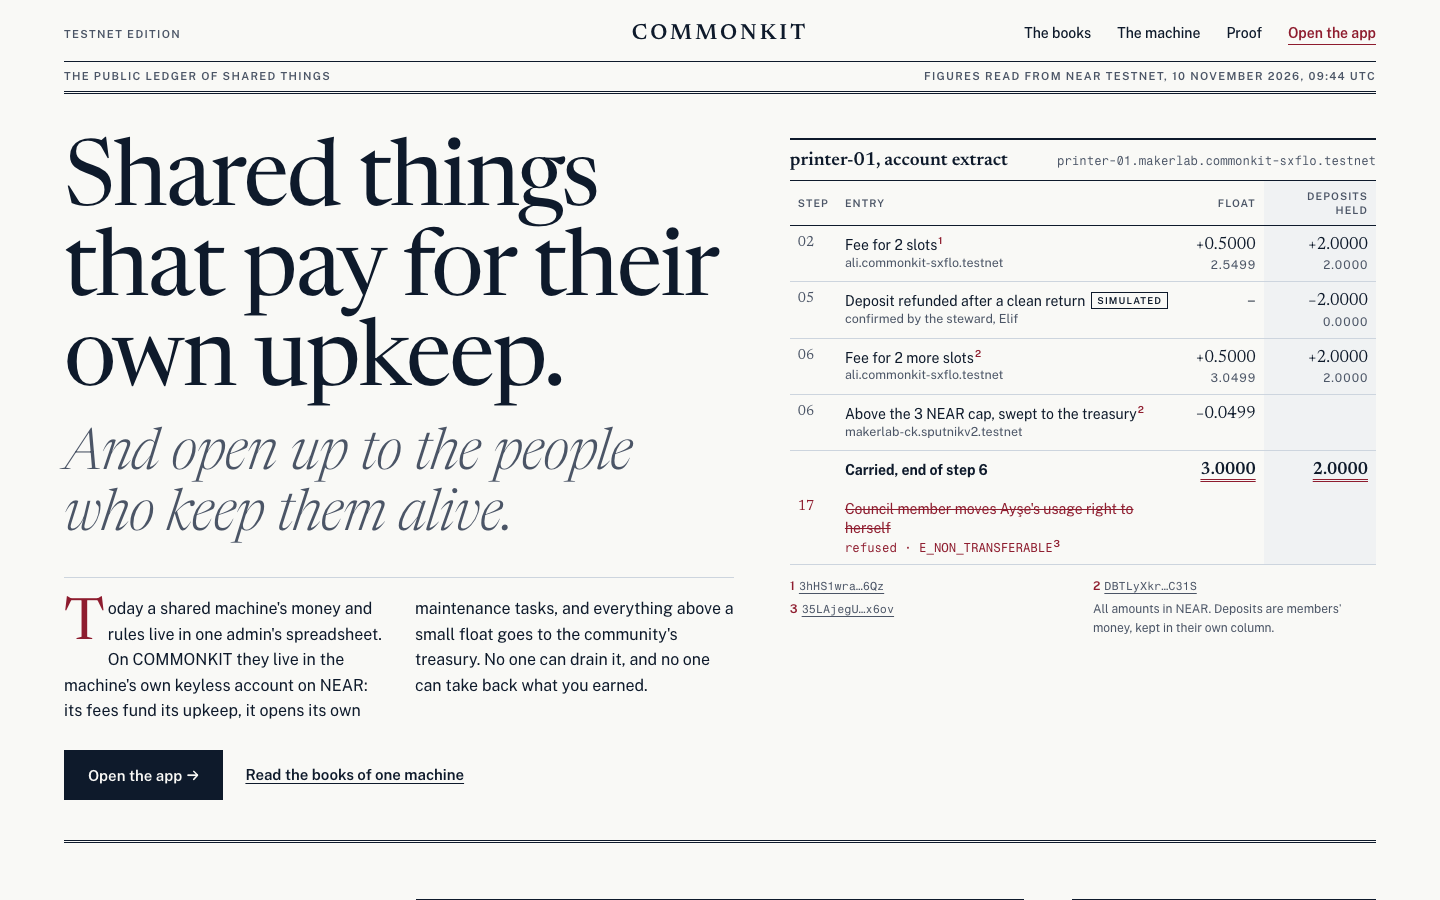 TESTNET EDITION
COMMONKIT
The books The machine Proof Open the app
THE PUBLIC LEDGER OF SHARED THINGS
FIGURES READ FROM NEAR TESTNET, 10 NOVEMBER 2026, 09:44 UTC
Shared things
that pay for their
own upkeep.
And open up to the people
who keep them alive.
Today a shared machine's money and
rules live in one admin's spreadsheet.
On COMMONKIT they live in the
machine's own keyless account on NEAR:
its fees fund its upkeep, it opens its own
maintenance tasks, and everything above a
small float goes to the community's
treasury. No one can drain it, and no one
can take back what you earned.
Open the app →
Read the books of one machine
printer-01, account extract
printer-01.makerlab.commonkit-sxflo.testnet
STEP ENTRY FLOAT DEPOSITS
HELD
02 Fee for 2 slots1 +0.5000 +2.0000
ali.commonkit-sxflo.testnet 2.5499 2.0000
05 Deposit refunded after a clean return SIMULATED – −2.0000
confirmed by the steward, Elif 0.0000
06 Fee for 2 more slots2 +0.5000 +2.0000
ali.commonkit-sxflo.testnet 3.0499 2.0000
06 Above the 3 NEAR cap, swept to the treasury2 −0.0499
makerlab-ck.sputnikv2.testnet
Carried, end of step 6 3.0000 2.0000
17 Council member moves Ayşe's usage right to
herself
refused · E_NON_TRANSFERABLE3
1 3hHS1wra…6Qz
2 DBTLyXkr…C31S
3 35LAjegU…x6ov
All amounts in NEAR. Deposits are members'
money, kept in their own column.